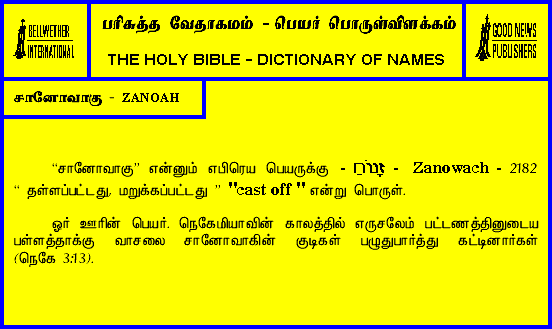 BELLWETHER
INTERNATIONAL
பரிசுத்த வேதாகமம் - பெயர் பொருள்விளக்கம்
THE HOLY BIBLE - DICTIONARY OF NAMES
GOOD NEWS
PUBLISHERS
சானோவாகு - ZANOAH
“சானோவாகு” என்னும் எபிரெய பெயருக்கு - - Zanowach - 2182
“ தள்ளப்பட்டது, மறுக்கப்பட்டது ” "cast off " என்று பொருள்.
ஓர் ஊரின் பெயர். நெகேமியாவின் காலத்தில் எருசலேம் பட்டணத்தினுடைய
பள்ளத்தாக்கு வாசலை சானோவாகின் குடிகள் பழுதுபார்த்து கட்டினார்கள்
(நெகே 3:13).